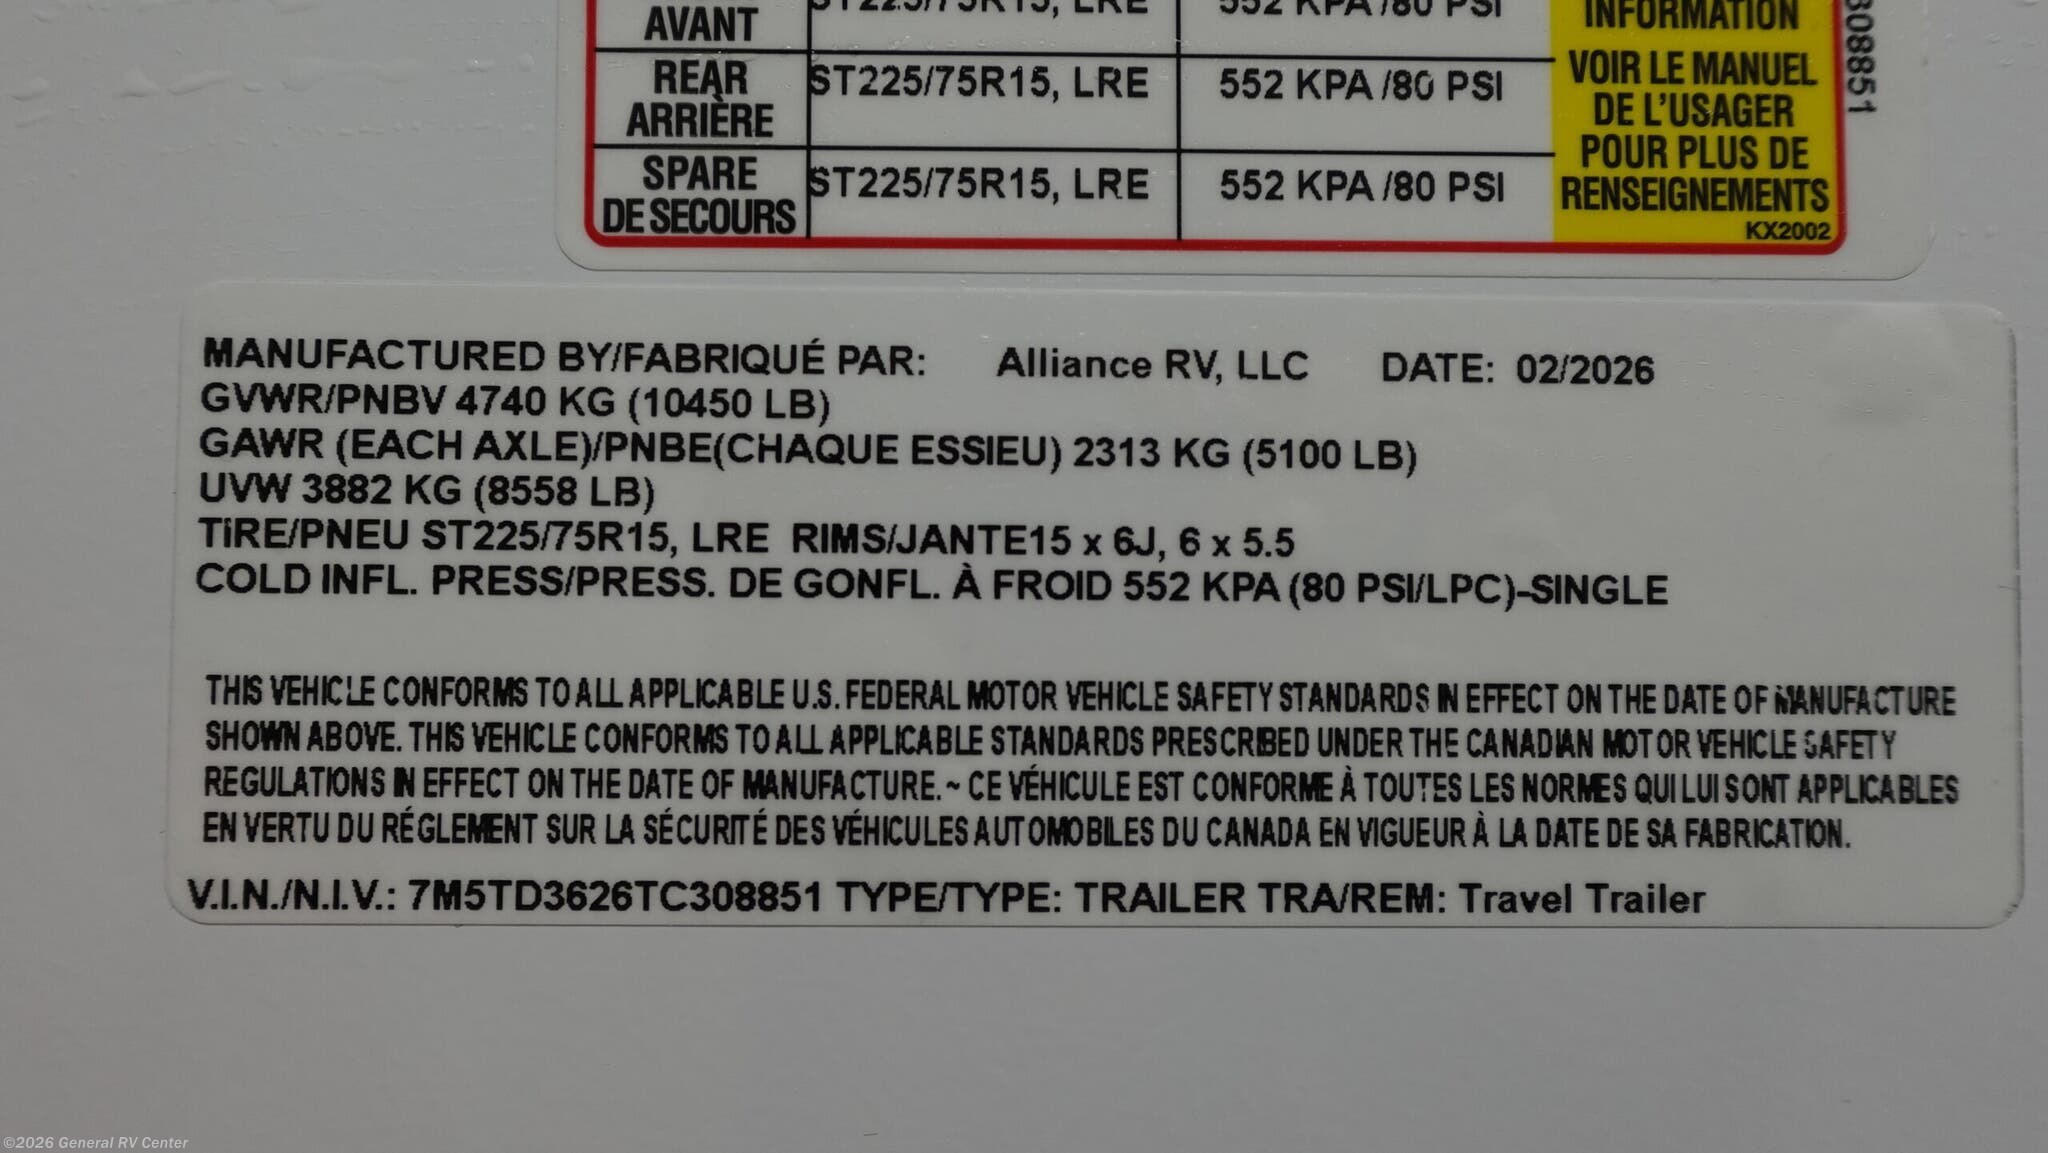 AVANT
ST225/75R15, LRE
552 KPA /80 PSI
INFORMATION
REAR
ARRIÈRE
ST225/75R15, LRE
552 KPA /80 PSI
VOIR LE MANUEL
DE L'USAGER
POUR PLUS DE
RENSEIGNEMENTS
SPARE
DE SECOURS
ST225/75R15, LRE
552 KPA /80 PSI
KX2002
308851
MANUFACTURED BY/FABRIQUÉ PAR: Alliance RV, LLC DATE: 02/2026
GVWR/PNBV 4740 KG (10450 LB)
GAWR (EACH AXLE)/PNBE(CHAQUE ESSIEU) 2313 KG (5100 LB)
UVW 3882 KG (8558 LB)
TIRE/PNEU ST225/75R15, LRE RIMS/JANTE15 x 6J, 6 x 5.5
COLD INFL. PRESS/PRESS. DE GONFL. À FROID 552 KPA (80 PSI/LPC)-SINGLE
THIS VEHICLE CONFORMS TO ALL APPLICABLE U.S. FEDERAL MOTOR VEHICLE SAFETY STANDARDS IN EFFECT ON THE DATE OF MANUFACTURE
SHOWN ABOVE. THIS VEHICLE CONFORMS TO ALL APPLICABLE STANDARDS PRESCRIBED UNDER THE CANADIAN MOTOR VEHICLE SAFETY
REGULATIONS IN EFFECT ON THE DATE OF MANUFACTURE. ~ CE VÉHICULE EST CONFORME À TOUTES LES NORMES QUI LUI SONT APPLICABLES
EN VERTU DU RÉGLEMENT SUR LA SÉCURITÉ DES VÉHICULES AUTOMOBILES DU CANADA EN VIGUEUR À LA DATE DE SA FABRICATION.
V.I.N./N.I.V.: 7M5TD3626TC308851 TYPE/TYPE: TRAILER TRA/REM: Travel Trailer
©2026 General RV Center